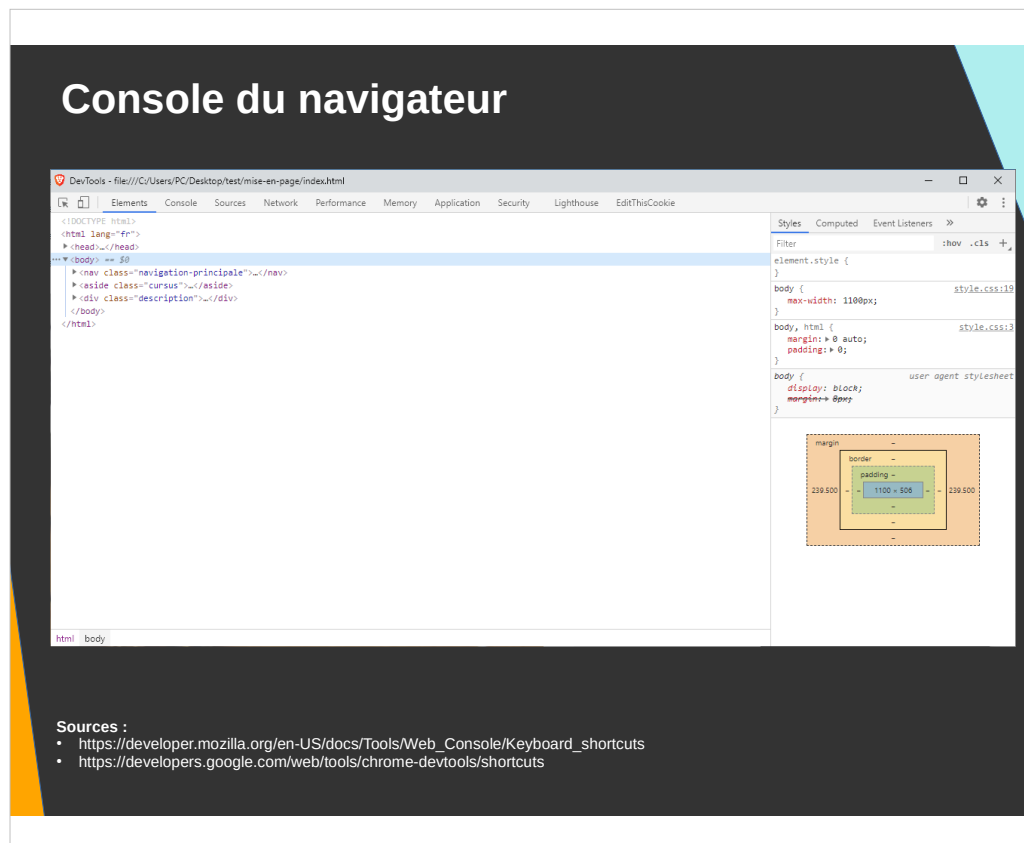 Console du navigateur
DevTools - file:///C:/Users/PC/Desktop/test/mise-en-page/index.html
Elements Console Sources Network Performance Memory Application Security Lighthouse EditThisCookie
<!DOCTYPE html>
<html lang="fr">
<head>…</head>
<body> == $0
<nav class="navigation-principale">…</nav>
<aside class="cursus">…</aside>
<div class="description">…</div>
</body>
</html>
html body
Styles Computed Event Listeners »
Filter :hov .cls +
element.style {
}
body { style.css:19
max-width: 1100px;
}
body, html { style.css:3
margin: 0 auto;
padding: 0;
}
body { user agent stylesheet
display: block;
margin: 8px;
}
margin –
border –
padding –
239.500 – – 1100 × 506 – – 239.500
–
–
–
Sources :
• https://developer.mozilla.org/en-US/docs/Tools/Web_Console/Keyboard_shortcuts
• https://developers.google.com/web/tools/chrome-devtools/shortcuts